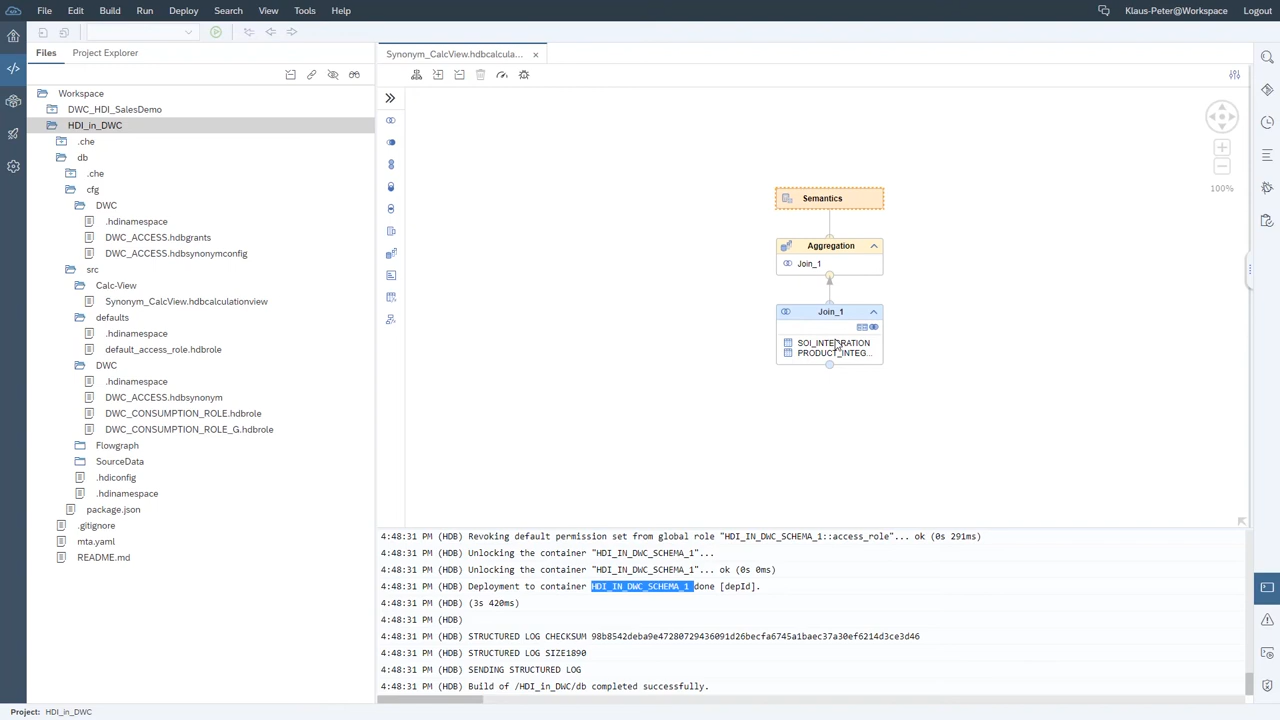 File Edit Build Run Deploy Search View Tools Help
Klaus-Peter@Workspace Logout
Files Project Explorer
Synonym_CalcView.hdbcalcula... ×
Workspace
DWC_HDI_SalesDemo
HDI_in_DWC
.che
db
.che
cfg
DWC
.hdinamespace
DWC_ACCESS.hdbgrants
DWC_ACCESS.hdbsynonymconfig
src
Calc-View
Synonym_CalcView.hdbcalculationview
defaults
.hdinamespace
default_access_role.hdbrole
DWC
.hdinamespace
DWC_ACCESS.hdbsynonym
DWC_CONSUMPTION_ROLE.hdbrole
DWC_CONSUMPTION_ROLE_G.hdbrole
Flowgraph
SourceData
.hdiconfig
.hdinamespace
package.json
.gitignore
mta.yaml
README.md
100%
Semantics
Aggregation
Join_1
Join_1
SOI_INTEGRATION
PRODUCT_INTEG...
4:48:31 PM (HDB) Revoking default permission set from global role "HDI_IN_DWC_SCHEMA_1::access_role"... ok (0s 291ms)
4:48:31 PM (HDB) Unlocking the container "HDI_IN_DWC_SCHEMA_1"...
4:48:31 PM (HDB) Unlocking the container "HDI_IN_DWC_SCHEMA_1"... ok (0s 0ms)
4:48:31 PM (HDB) Deployment to container HDI_IN_DWC_SCHEMA_1 done [depId].
4:48:31 PM (HDB) (3s 420ms)
4:48:31 PM (HDB)
4:48:31 PM (HDB) STRUCTURED LOG CHECKSUM 98b8542deba9e47280729436091d26becfa6745a1baec37a30ef6214d3ce3d46
4:48:31 PM (HDB) STRUCTURED LOG SIZE1890
4:48:31 PM (HDB) SENDING STRUCTURED LOG
4:48:31 PM (HDB) Build of /HDI_in_DWC/db completed successfully.
Project: HDI_in_DWC